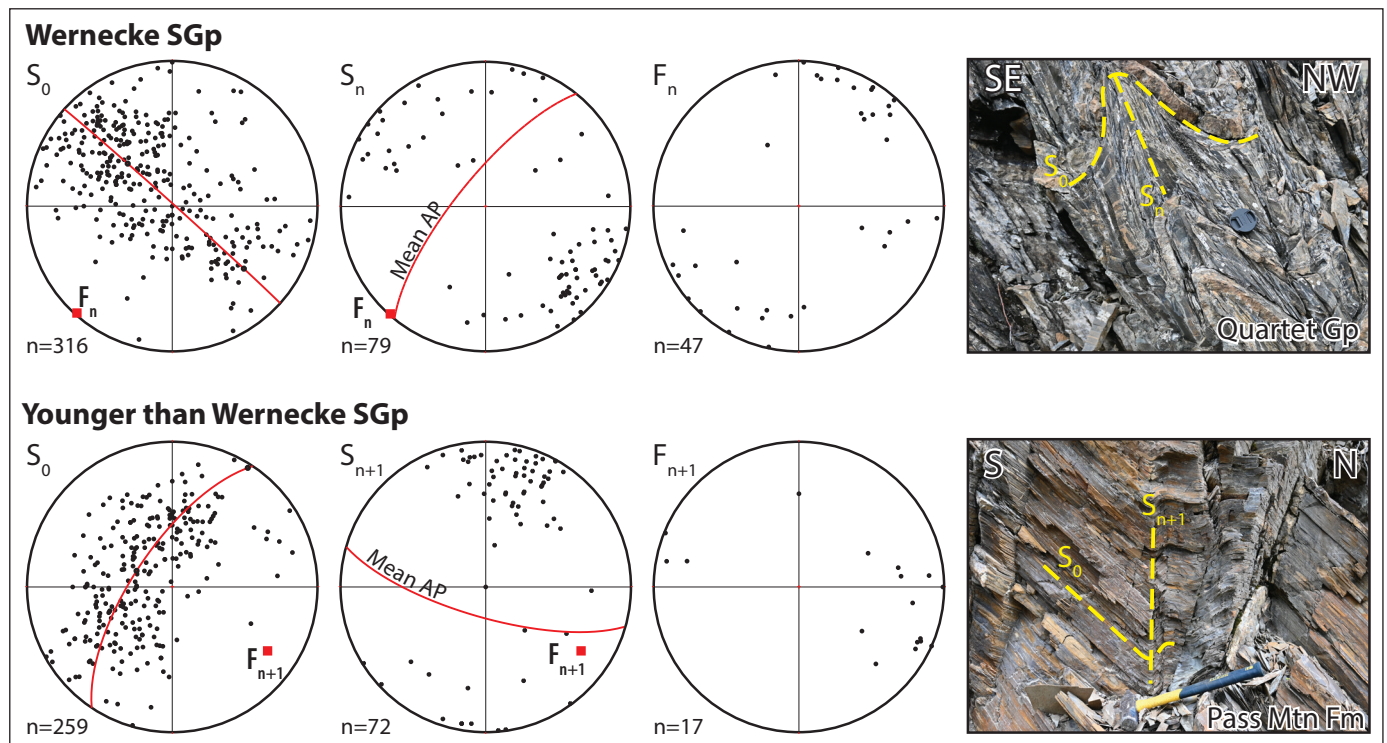 Wernecke SGp
S₀
Fₙ
n=316
Sₙ
Mean AP
Fₙ
n=79
Fₙ
n=47
SE
NW
S₀
Sₙ
Quartet Gp
Younger than Wernecke SGp
S₀
Fₙ₊₁
n=259
Sₙ₊₁
Mean AP
Fₙ₊₁
n=72
Fₙ₊₁
n=17
S
N
Sₙ₊₁
S₀
Pass Mtn Fm